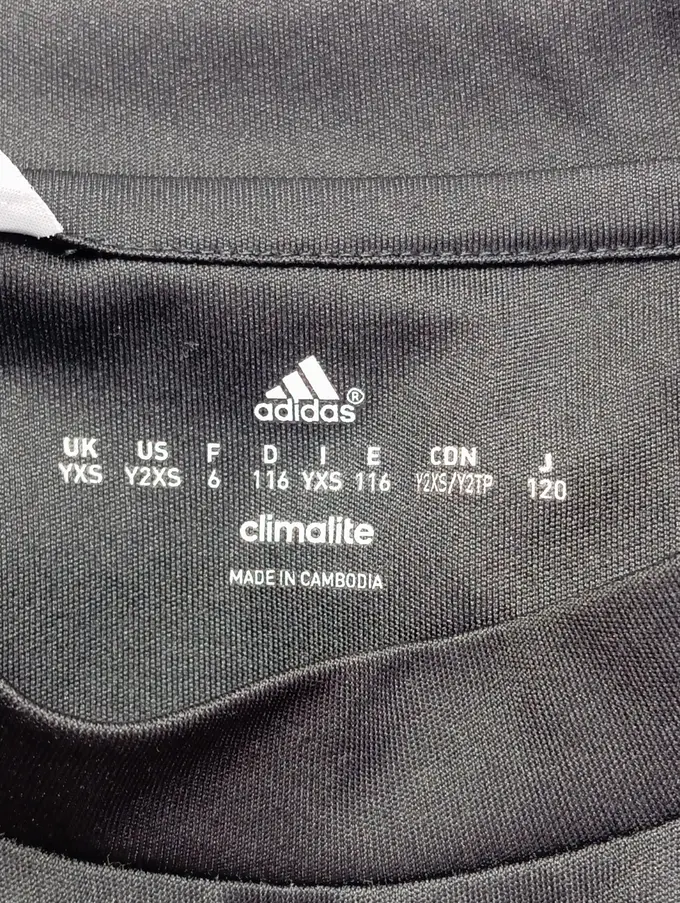 adidas®
UK US F D I E CDN J
YXS Y2XS 6 116 YXS 116 Y2XS/Y2TP 120
climalite
MADE IN CAMBODIA